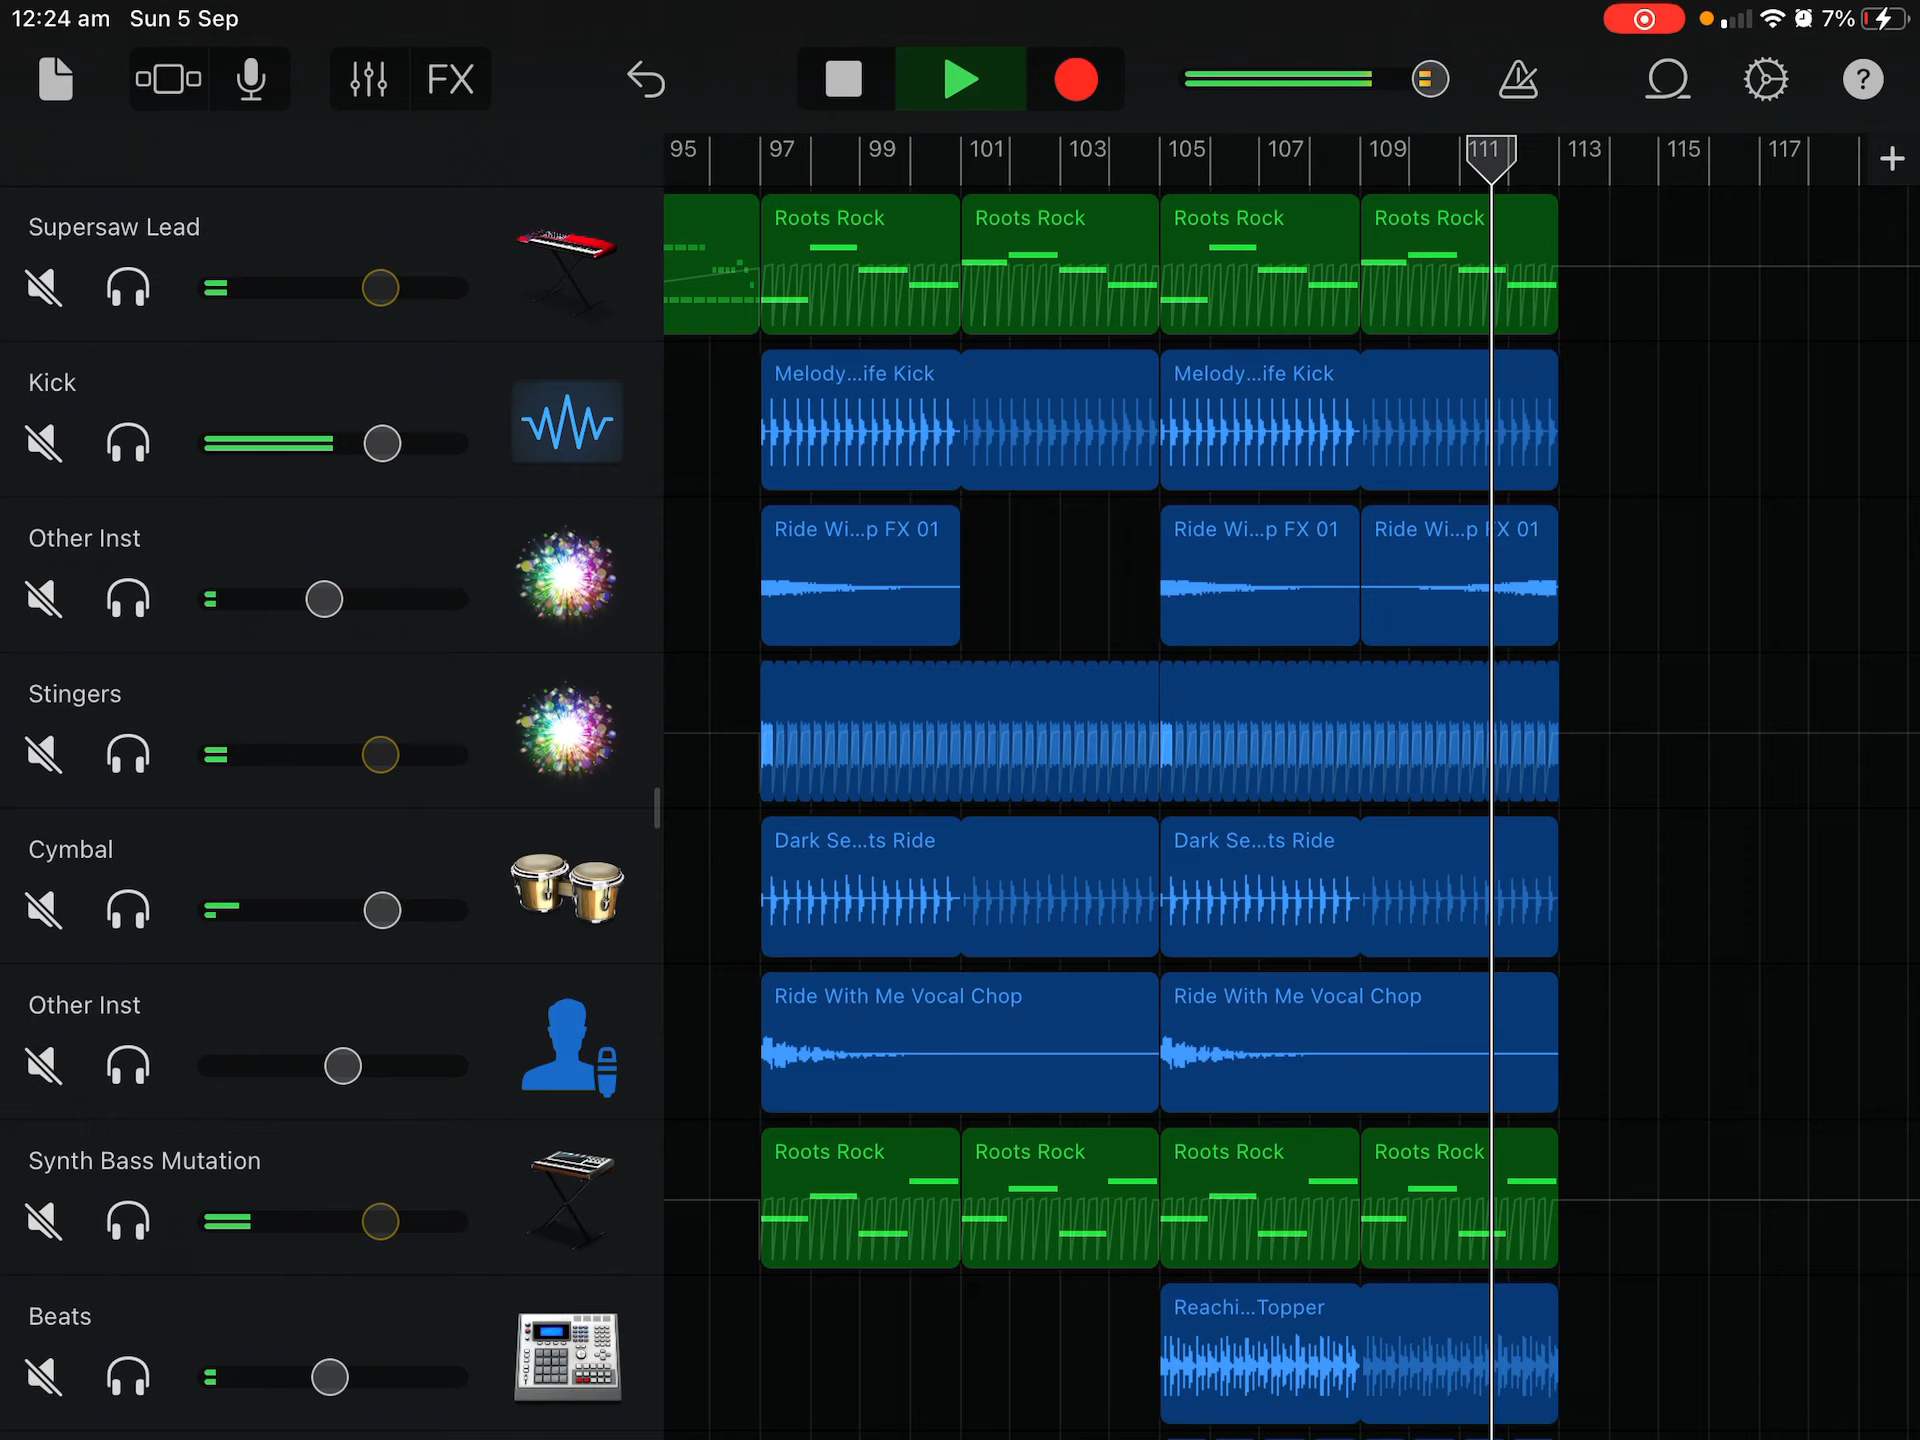 12:24 am Sun 5 Sep 7%
FX ?
95 97 99 101 103 105 107 109 111 113 115 117 +
Supersaw Lead
Roots Rock Roots Rock Roots Rock Roots Rock
Kick
Melody...ife Kick Melody...ife Kick
Other Inst
Ride Wi...p FX 01 Ride Wi...p FX 01 Ride Wi...p FX 01
Stingers
Cymbal
Dark Se...ts Ride Dark Se...ts Ride
Other Inst
Ride With Me Vocal Chop Ride With Me Vocal Chop
Synth Bass Mutation
Roots Rock Roots Rock Roots Rock Roots Rock
Beats
Reachi...Topper